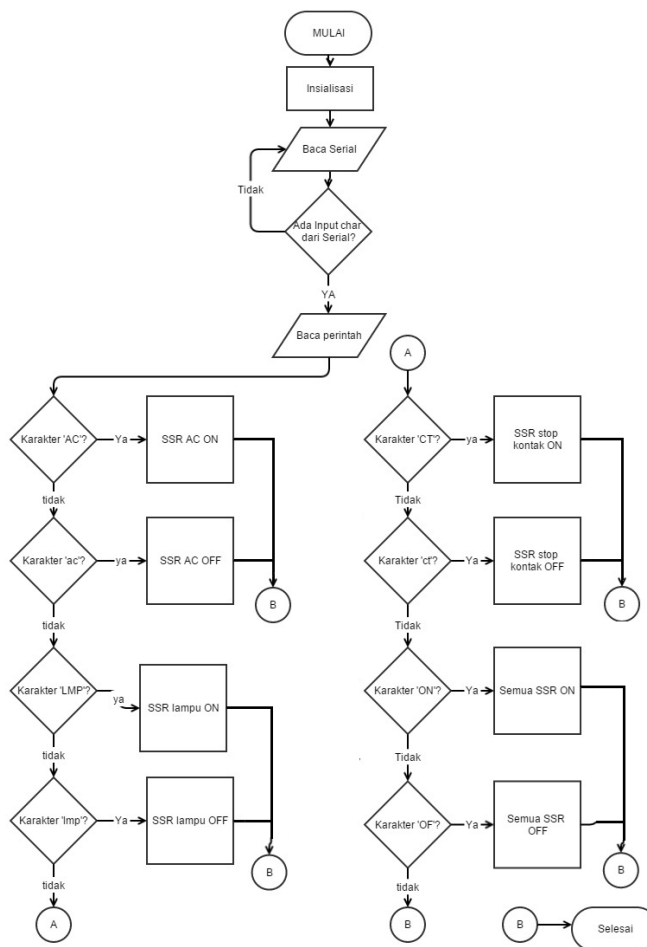 MULAI
Insialisasi
Baca Serial
Tidak
Ada Input char
dari Serial?
YA
Baca perintah
Karakter 'AC'?
Ya
SSR AC ON
tidak
Karakter 'ac'?
ya
SSR AC OFF
B
tidak
Karakter 'LMP'?
ya
SSR lampu ON
tidak
Karakter 'lmp'?
Ya
SSR lampu OFF
B
tidak
A
A
Karakter 'CT'?
ya
SSR stop
kontak ON
Tidak
Karakter 'ct'?
Ya
SSR stop
kontak OFF
B
Tidak
Karakter 'ON'?
Ya
Semua SSR ON
Tidak
Karakter 'OF'?
Ya
Semua SSR
OFF
B
tidak
B
B
Selesai